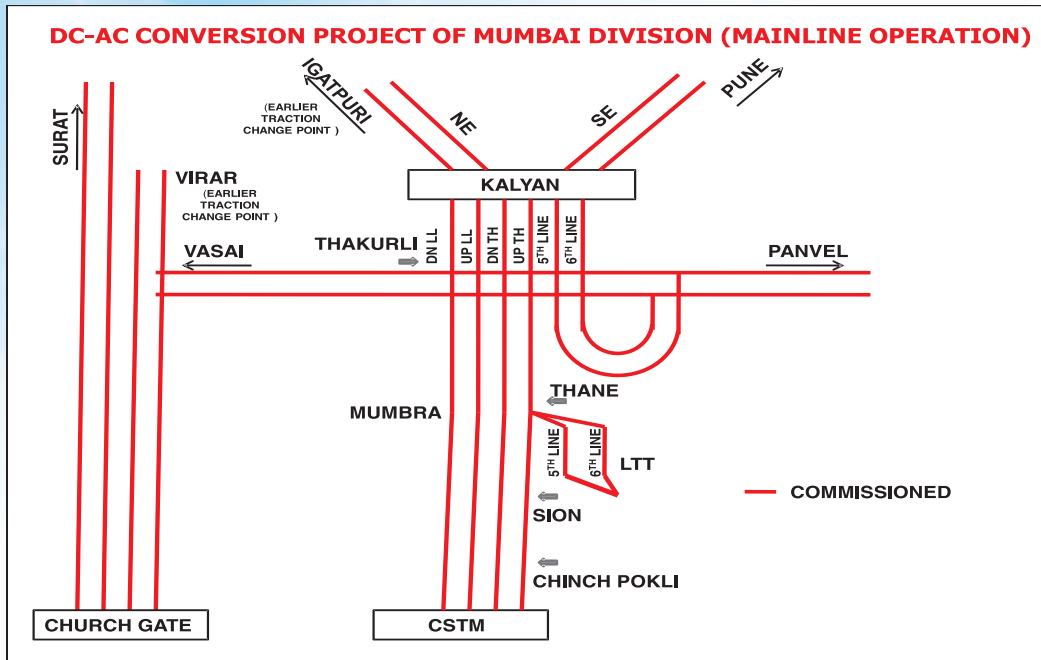 DC-AC CONVERSION PROJECT OF MUMBAI DIVISION (MAINLINE OPERATION)
IGATPURI
(EARLIER
TRACTION
CHANGE POINT )
NE
SE
PUNE
SURAT
VIRAR
(EARLIER
TRACTION
CHANGE POINT )
KALYAN
THAKURLI
DN LL
UP LL
DN TH
UP TH
5TH LINE
6TH LINE
VASAI
PANVEL
THANE
MUMBRA
5TH LINE
6TH LINE
LTT
COMMISSIONED
SION
CHINCH POKLI
CHURCH GATE
CSTM